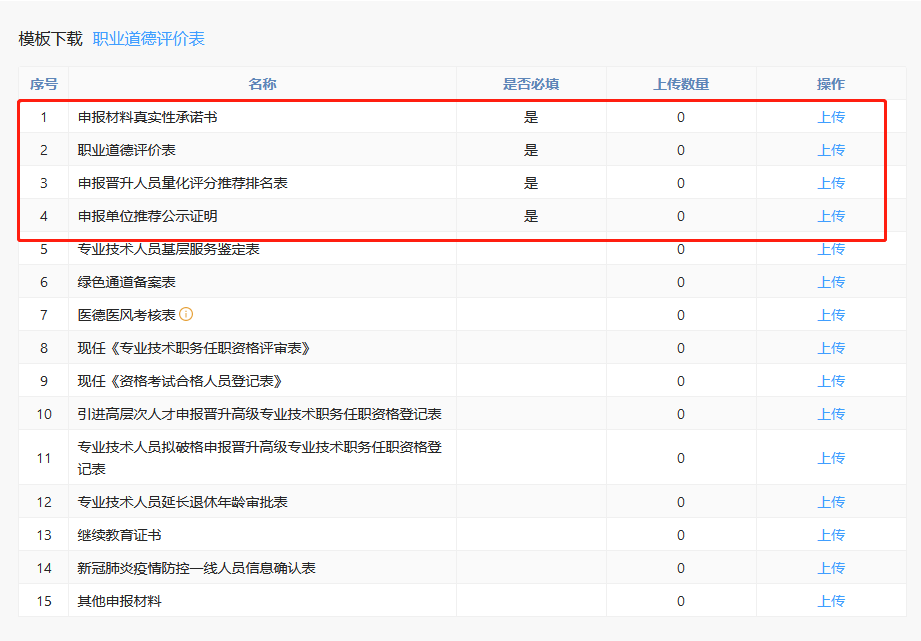 模板下载 职业道德评价表
序号 名称 是否必填 上传数量 操作
1 申报材料真实性承诺书 是 0 上传
2 职业道德评价表 是 0 上传
3 申报晋升人员量化评分推荐排名表 是 0 上传
4 申报单位推荐公示证明 是 0 上传
5 专业技术人员基层服务鉴定表 0 上传
6 绿色通道备案表 0 上传
7 医德医风考核表 0 上传
8 现任《专业技术职务任职资格评审表》 0 上传
9 现任《资格考试合格人员登记表》 0 上传
10 引进高层次人才申报晋升高级专业技术职务任职资格登记表 0 上传
11 专业技术人员拟破格申报晋升高级专业技术职务任职资格登 0 上传
记表
12 专业技术人员延长退休年龄审批表 0 上传
13 继续教育证书 0 上传
14 新冠肺炎疫情防控一线人员信息确认表 0 上传
15 其他申报材料 0 上传